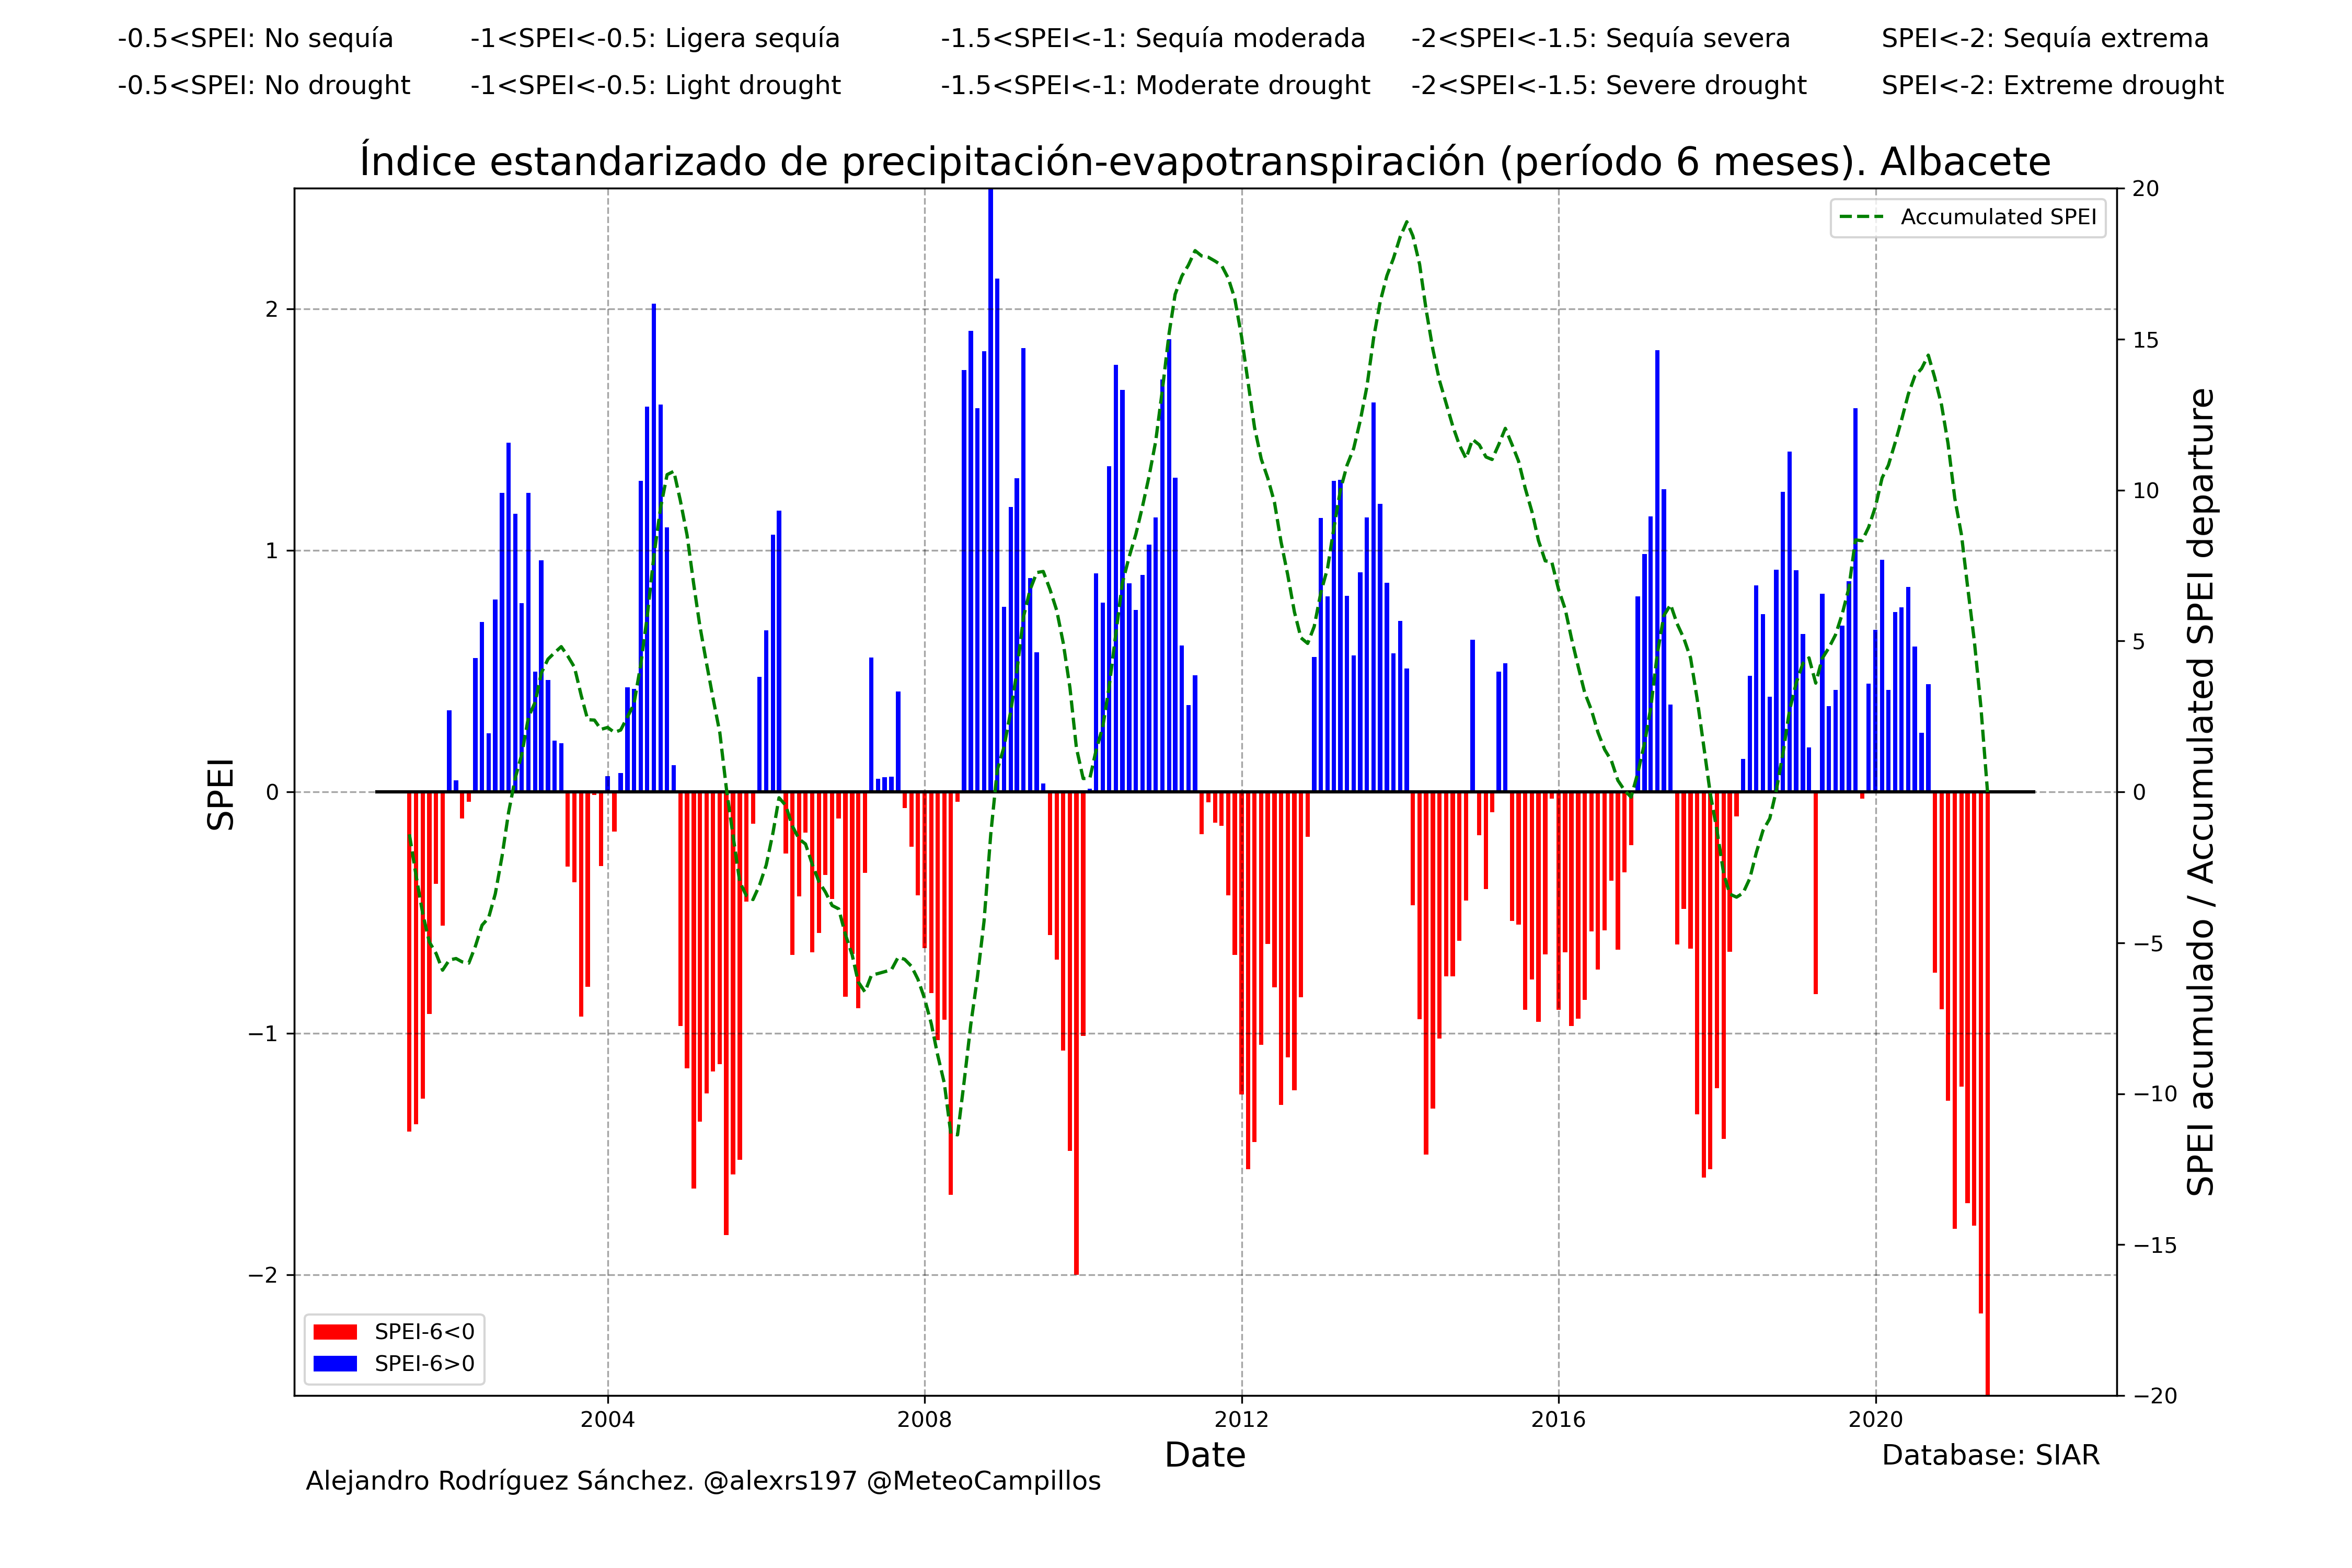 -0.5<SPEI: No sequía -1<SPEI<-0.5: Ligera sequía -1.5<SPEI<-1: Sequía moderada -2<SPEI<-1.5: Sequía severa SPEI<-2: Sequía extrema
-0.5<SPEI: No drought -1<SPEI<-0.5: Light drought -1.5<SPEI<-1: Moderate drought -2<SPEI<-1.5: Severe drought SPEI<-2: Extreme drought
Índice estandarizado de precipitación-evapotranspiración (período 6 meses). Albacete
Accumulated SPEI
SPEI
2
1
0
−1
−2
20
15
10
5
0
−5
−10
−15
−20
SPEI acumulado / Accumulated SPEI departure
SPEI-6<0
SPEI-6>0
2004 2008 2012 2016 2020
Date
Database: SIAR
Alejandro Rodríguez Sánchez. @alexrs197 @MeteoCampillos